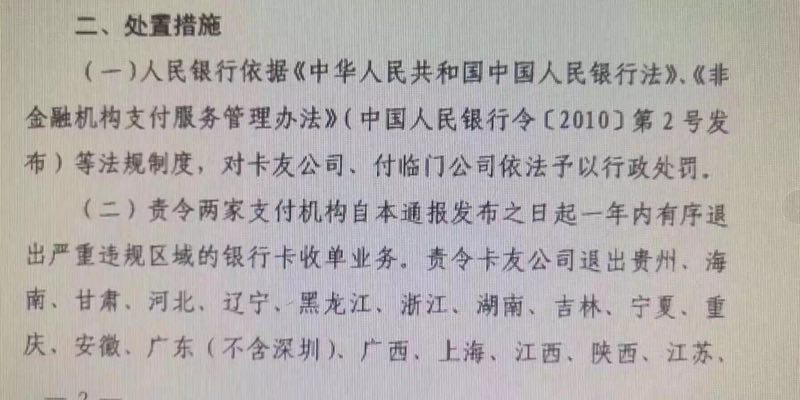 二、处置措施
（一）人民银行依据《中华人民共和国中国人民银行法》、《非
金融机构支付服务管理办法》（中国人民银行令〔2010〕第2号发
布）等法规制度，对卡友公司、付临门公司依法予以行政处罚。
（二）责令两家支付机构自本通报发布之日起一年内有序退
出严重违规区域的银行卡收单业务。责令卡友公司退出贵州、海
南、甘肃、河北、辽宁、黑龙江、浙江、湖南、吉林、宁夏、重
庆、安徽、广东（不含深圳）、广西、上海、江西、陕西、江苏、
— 2 —